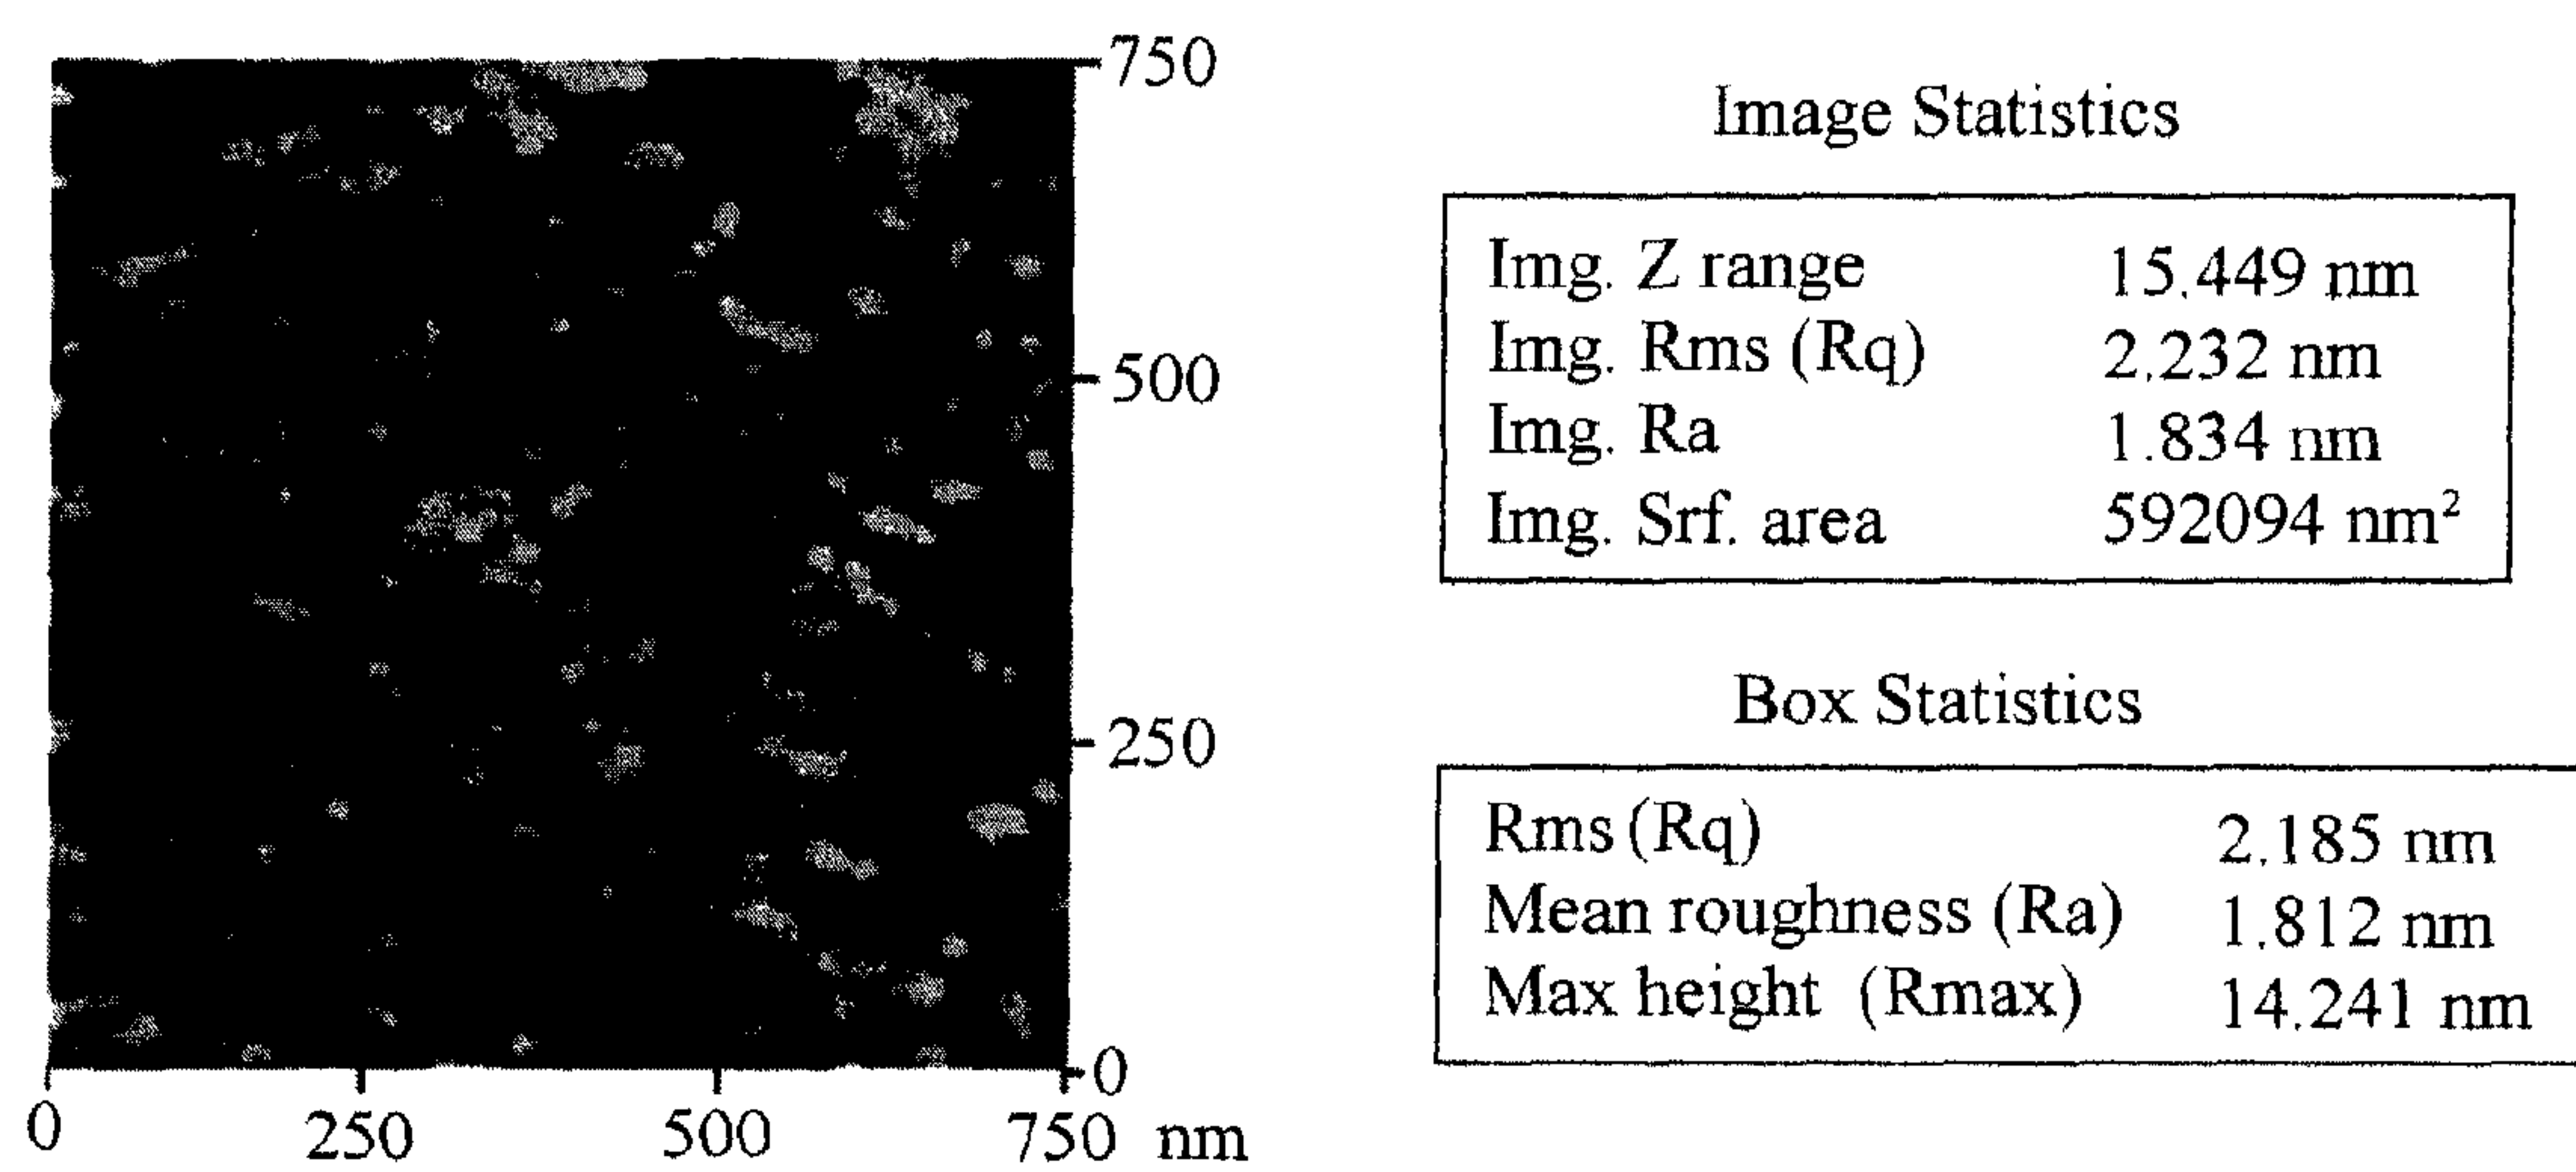 750
500
250
0
0 250 500 750 nm
Image Statistics
Img. Z range 15.449 nm
Img. Rms (Rq) 2.232 nm
Img. Ra 1.834 nm
Img. Srf. area 592094 nm²
Box Statistics
Rms (Rq) 2.185 nm
Mean roughness (Ra) 1.812 nm
Max height (Rmax) 14.241 nm